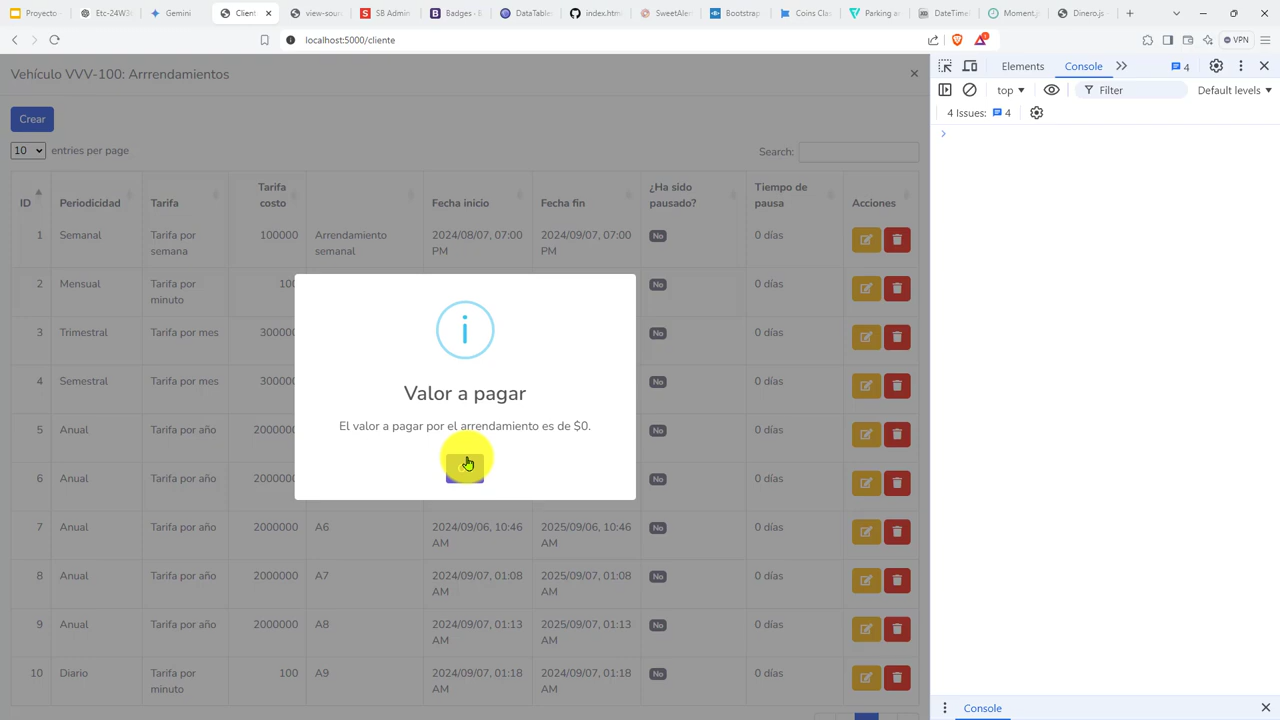 Proyecto -
Etc-24W3
Gemini
Client
view-sour
SB Admin
Badges - B
DataTable
index.htm
SweetAler
Bootstrap
Coins Clas
Parking ar
DateTime
Moment.j
Dinero.js -
localhost:5000/cliente
VPN
Vehículo VVV-100: Arrrendamientos
Crear
10 entries per page
Search:
ID Periodicidad Tarifa Tarifa costo Fecha inicio Fecha fin ¿Ha sido pausado? Tiempo de pausa Acciones
1 Semanal Tarifa por semana 100000 Arrendamiento semanal 2024/08/07, 07:00 PM 2024/09/07, 07:00 PM No 0 días
2 Mensual Tarifa por minuto 100 No 0 días
3 Trimestral Tarifa por mes 300000 No 0 días
4 Semestral Tarifa por mes 300000 No 0 días
5 Anual Tarifa por año 2000000 No 0 días
6 Anual Tarifa por año 2000000 No 0 días
7 Anual Tarifa por año 2000000 A6 2024/09/06, 10:46 AM 2025/09/06, 10:46 AM No 0 días
8 Anual Tarifa por año 2000000 A7 2024/09/07, 01:08 AM 2025/09/07, 01:08 AM No 0 días
9 Anual Tarifa por año 2000000 A8 2024/09/07, 01:13 AM 2025/09/07, 01:13 AM No 0 días
10 Diario Tarifa por minuto 100 A9 2024/09/07, 01:18 AM 2024/09/07, 01:18 AM No 0 días
Valor a pagar
El valor a pagar por el arrendamiento es de $0.
Elements
Console
4
top
Filter
Default levels
4 Issues: 4
Console